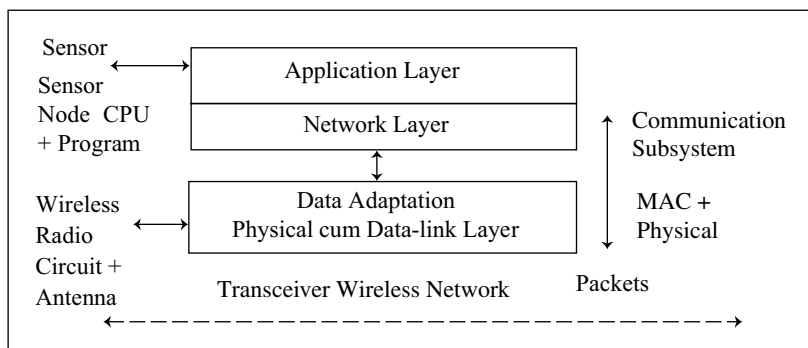 Sensor
Sensor
Node CPU
+ Program
Application Layer
Network Layer
Communication
Subsystem
Data Adaptation
Physical cum Data-link Layer
Wireless
Radio
Circuit +
Antenna
MAC +
Physical
Transceiver Wireless Network
Packets